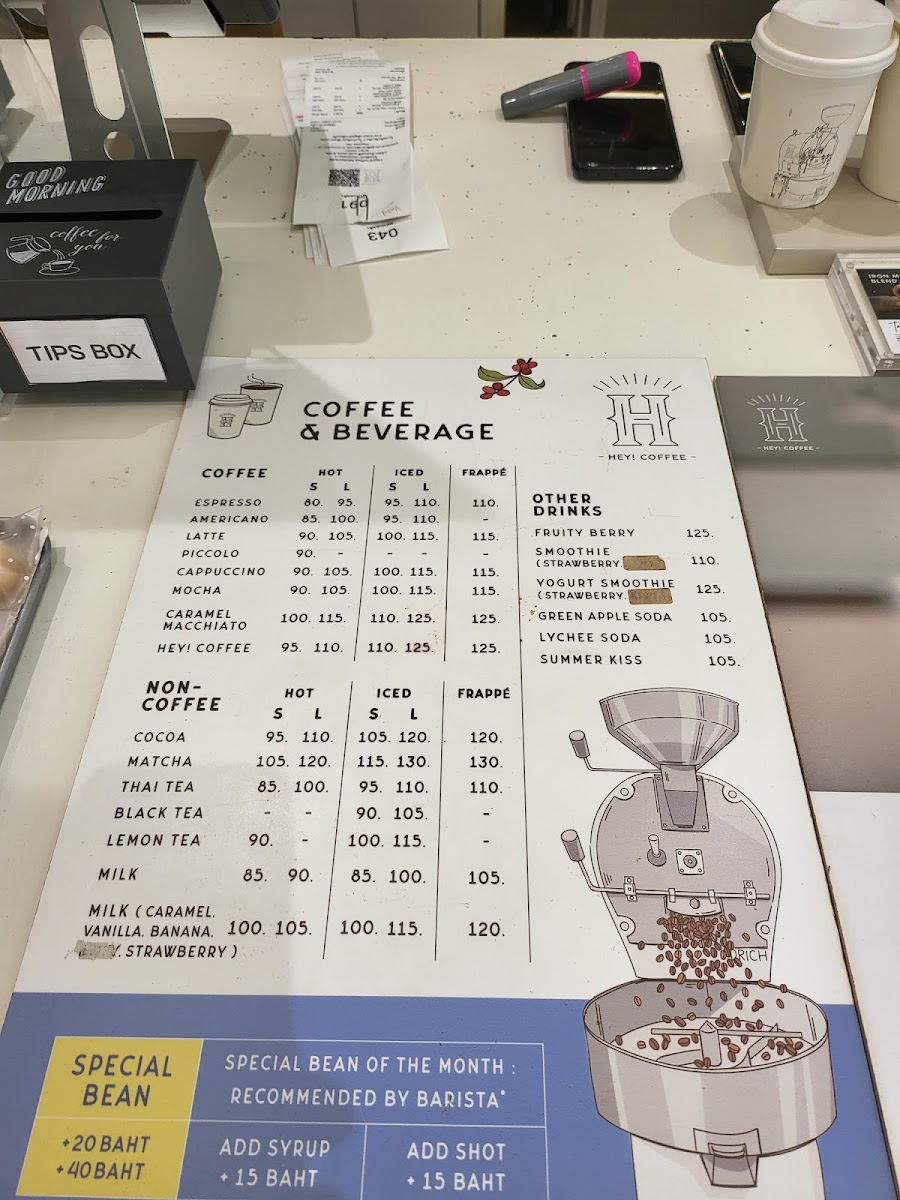 GOOD
MORNING
coffee for
you
TIPS BOX
091
043
IRON M
BLEND
COFFEE
& BEVERAGE
H
- HEY! COFFEE -
H
- HEY! COFFEE -
COFFEE HOT ICED FRAPPÉ
S L S L
ESPRESSO 80. 95. 95. 110. 110.
AMERICANO 85. 100. 95. 110. -
LATTE 90. 105. 100. 115. 115.
PICCOLO 90. - - - -
CAPPUCCINO 90. 105. 100. 115. 115.
MOCHA 90. 105. 100. 115. 115.
CARAMEL
MACCHIATO 100. 115. 110. 125. 125.
HEY! COFFEE 95. 110. 110. 125. 125.
OTHER
DRINKS
FRUITY BERRY 125.
SMOOTHIE
(STRAWBERRY, 110.
YOGURT SMOOTHIE
(STRAWBERRY, 125.
GREEN APPLE SODA 105.
LYCHEE SODA 105.
SUMMER KISS 105.
NON-
COFFEE HOT ICED FRAPPÉ
S L S L
COCOA 95. 110. 105. 120. 120.
MATCHA 105. 120. 115. 130. 130.
THAI TEA 85. 100. 95. 110. 110.
BLACK TEA - - 90. 105. -
LEMON TEA 90. - 100. 115. -
MILK 85. 90. 85. 100. 105.
MILK ( CARAMEL,
VANILLA, BANANA, 100. 105. 100. 115. 120.
, STRAWBERRY )
DRICH
SPECIAL
BEAN
SPECIAL BEAN OF THE MONTH :
RECOMMENDED BY BARISTA*
+20 BAHT
+40 BAHT
ADD SYRUP
+ 15 BAHT
ADD SHOT
+ 15 BAHT